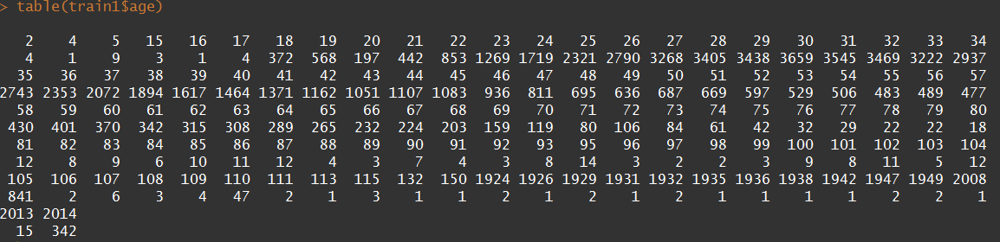 > table(train1$age)
2 4 5 15 16 17 18 19 20 21 22 23 24 25 26 27 28 29 30 31 32 33 34
4 1 9 3 1 4 372 568 197 442 853 1269 1719 2321 2790 3268 3405 3438 3659 3545 3469 3222 2937
35 36 37 38 39 40 41 42 43 44 45 46 47 48 49 50 51 52 53 54 55 56 57
2743 2353 2072 1894 1617 1464 1371 1162 1051 1107 1083 936 811 695 636 687 669 597 529 506 483 489 477
58 59 60 61 62 63 64 65 66 67 68 69 70 71 72 73 74 75 76 77 78 79 80
430 401 370 342 315 308 289 265 232 224 203 159 119 80 106 84 61 42 32 29 22 22 18
81 82 83 84 85 86 87 88 89 90 91 92 93 95 96 97 98 99 100 101 102 103 104
12 8 9 6 10 11 12 4 3 7 4 3 8 14 3 2 2 3 9 8 11 5 12
105 106 107 108 109 110 111 113 115 132 150 1924 1926 1929 1931 1932 1935 1936 1938 1942 1947 1949 2008
841 2 6 3 4 47 2 1 3 1 1 2 1 2 1 2 1 1 1 1 2 2 1
2013 2014
15 342